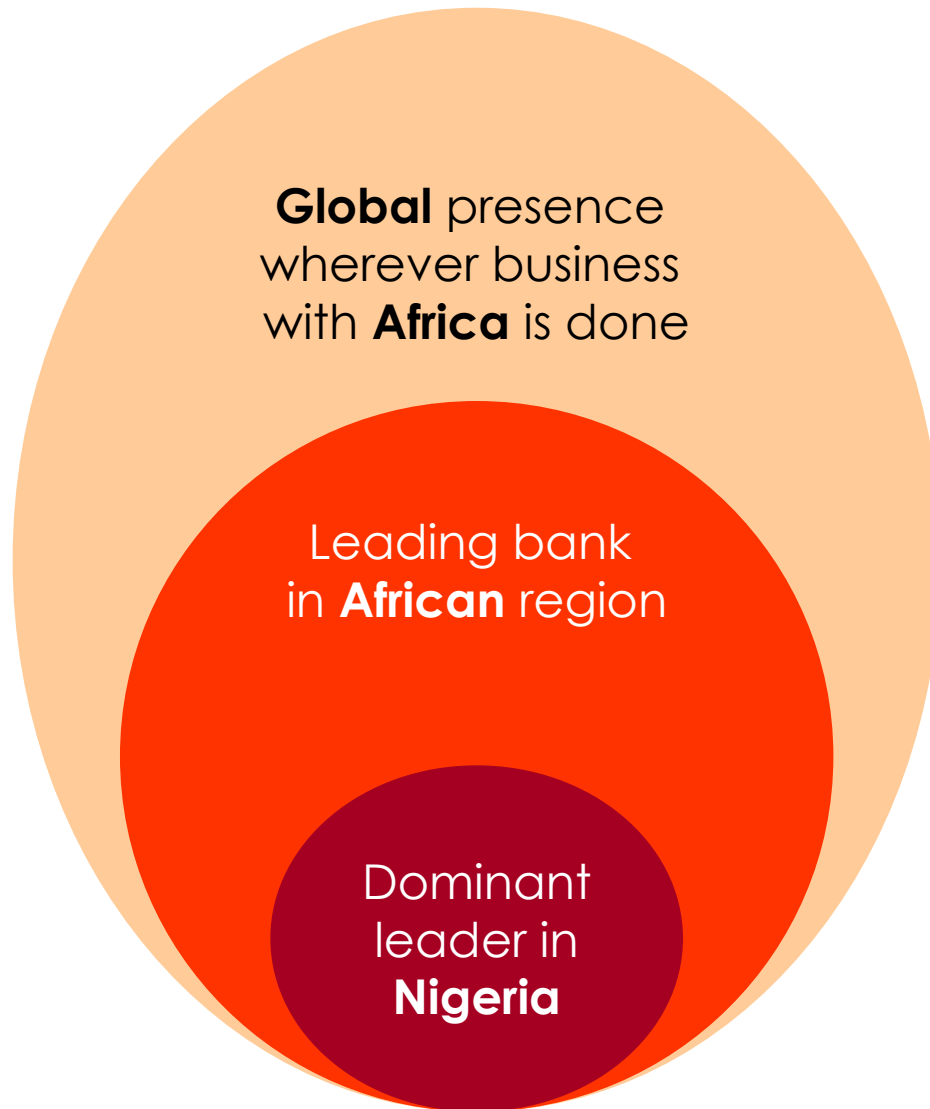 Global presence
wherever business
with Africa is done
Leading bank
in African region
Dominant
leader in
Nigeria